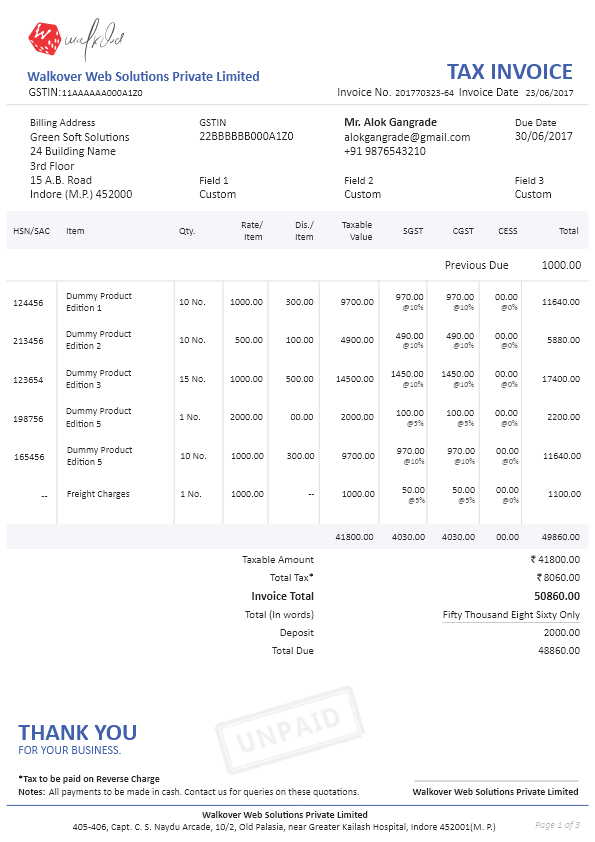 Walkover
Walkover Web Solutions Private Limited
TAX INVOICE
GSTIN:11AAAAAA000A1Z0
Invoice No. 201770323-64 Invoice Date 23/06/2017
Billing Address GSTIN Mr. Alok Gangrade Due Date
Green Soft Solutions 22BBBBBB000A1Z0 alokgangrade@gmail.com 30/06/2017
24 Building Name +91 9876543210
3rd Floor
15 A.B. Road Field 1 Field 2 Field 3
Indore (M.P.) 452000 Custom Custom Custom
HSN/SAC Item Qty. Rate/ Item Dis./ Item Taxable Value SGST CGST CESS Total
Previous Due 1000.00
124456 Dummy Product Edition 1 10 No. 1000.00 300.00 9700.00 970.00 @10% 970.00 @10% 00.00 @0% 11640.00
213456 Dummy Product Edition 2 10 No. 500.00 100.00 4900.00 490.00 @10% 490.00 @10% 00.00 @0% 5880.00
123654 Dummy Product Edition 3 15 No. 1000.00 500.00 14500.00 1450.00 @10% 1450.00 @10% 00.00 @0% 17400.00
198756 Dummy Product Edition 5 1 No. 2000.00 00.00 2000.00 100.00 @5% 100.00 @5% 00.00 @0% 2200.00
165456 Dummy Product Edition 5 10 No. 1000.00 300.00 9700.00 970.00 @10% 970.00 @10% 00.00 @0% 11640.00
-- Freight Charges 1 No. 1000.00 -- 1000.00 50.00 @5% 50.00 @5% 00.00 @0% 1100.00
41800.00 4030.00 4030.00 00.00 49860.00
Taxable Amount ₹ 41800.00
Total Tax* ₹ 8060.00
Invoice Total 50860.00
Total (In words) Fifty Thousand Eight Sixty Only
Deposit 2000.00
Total Due 48860.00
UNPAID
THANK YOU
FOR YOUR BUSINESS.
*Tax to be paid on Reverse Charge
Notes: All payments to be made in cash. Contact us for queries on these quotations. Walkover Web Solutions Private Limited
Walkover Web Solutions Private Limited
405-406, Capt. C. S. Naydu Arcade, 10/2, Old Palasia, near Greater Kailash Hospital, Indore 452001(M. P.)
Page 1 of 3